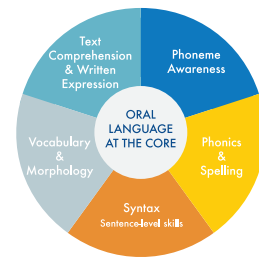 Text
Comprehension
& Written
Expression
Phoneme
Awareness
ORAL
LANGUAGE
AT THE CORE
Vocabulary
&
Morphology
Phonics
&
Spelling
Syntax
Sentence-level skills